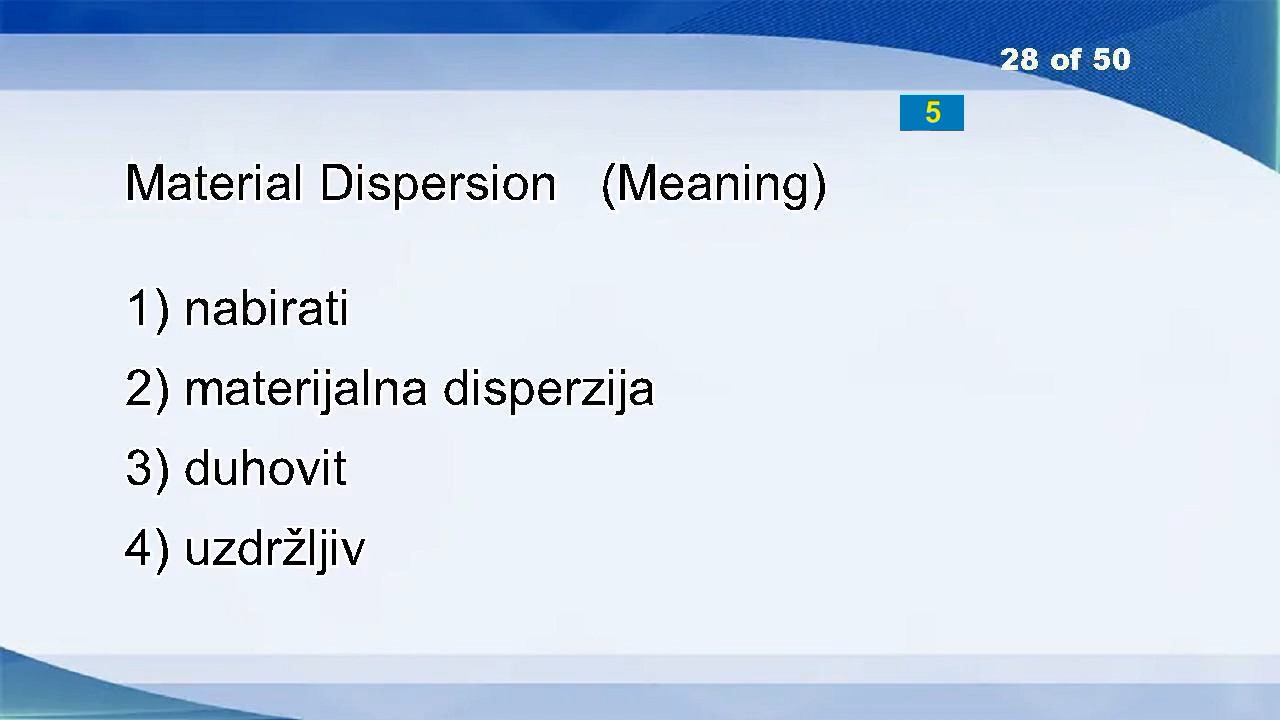 28 of 50
5
Material Dispersion (Meaning)
1) nabirati
2) materijalna disperzija
3) duhovit
4) uzdržljiv